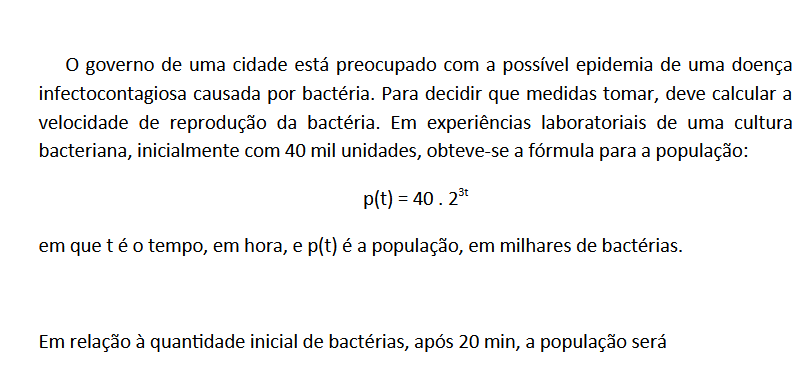 O governo de uma cidade está preocupado com a possível epidemia de uma doença
infectocontagiosa causada por bactéria. Para decidir que medidas tomar, deve calcular a
velocidade de reprodução da bactéria. Em experiências laboratoriais de uma cultura
bacteriana, inicialmente com 40 mil unidades, obteve-se a fórmula para a população:
p(t) = 40 . 2³ᵗ
em que t é o tempo, em hora, e p(t) é a população, em milhares de bactérias.
Em relação à quantidade inicial de bactérias, após 20 min, a população será